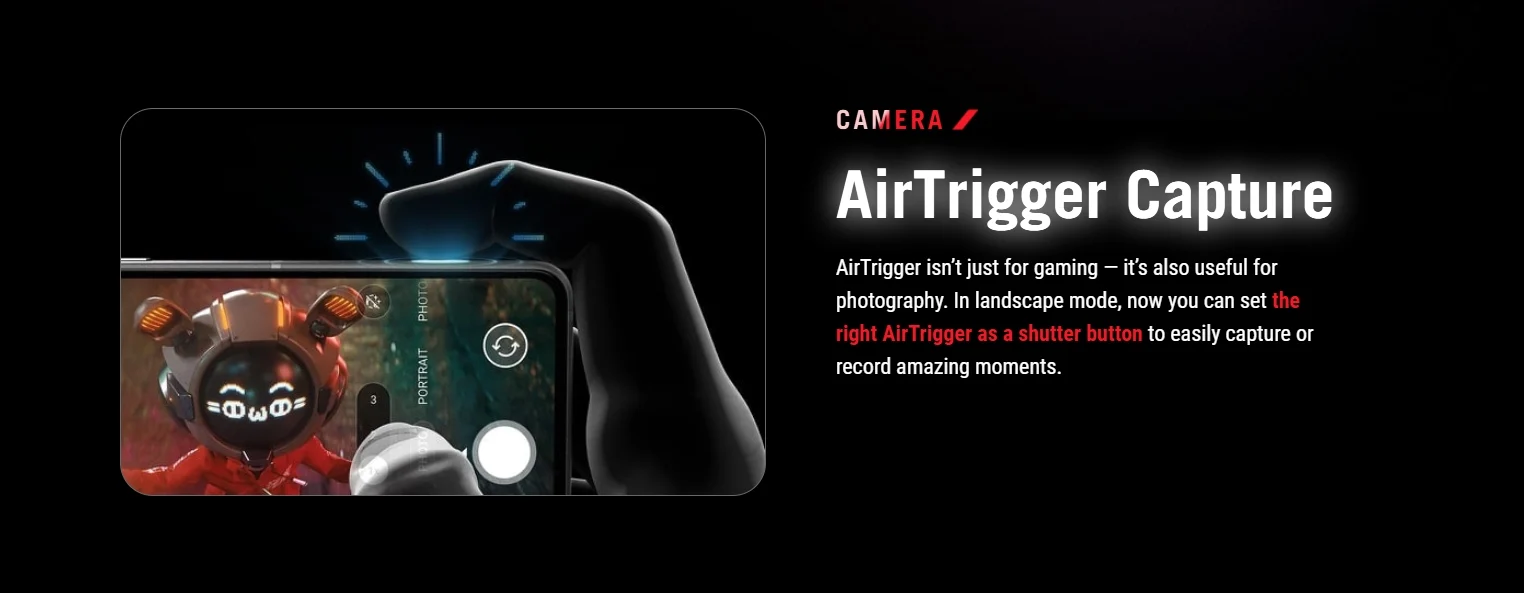 CAMERA
AirTrigger Capture
AirTrigger isn’t just for gaming — it’s also useful for
photography. In landscape mode, now you can set the
right AirTrigger as a shutter button to easily capture or
record amazing moments.
PHOTO
PORTRAIT
3
PHOTO